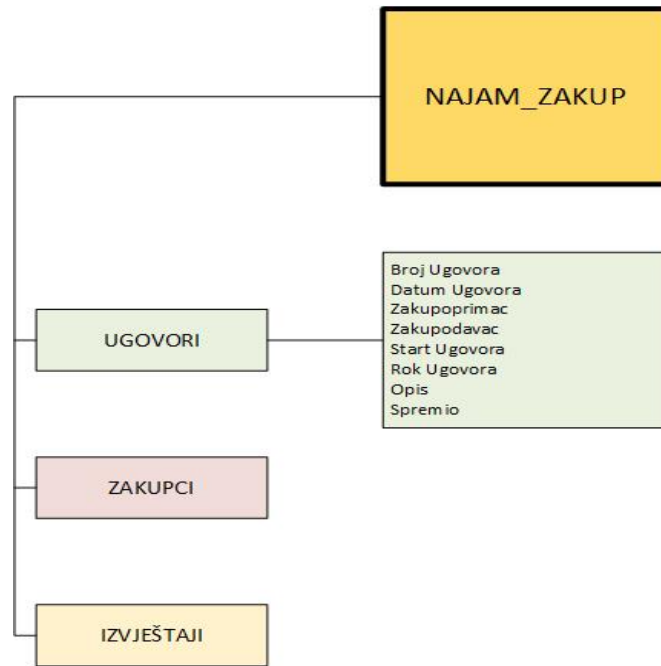 NAJAM_ZAKUP
Broj Ugovora
Datum Ugovora
Zakupoprimac
Zakupodavac
Start Ugovora
Rok Ugovora
Opis
Spremio
UGOVORI
ZAKUPCI
IZVJEŠTAJI